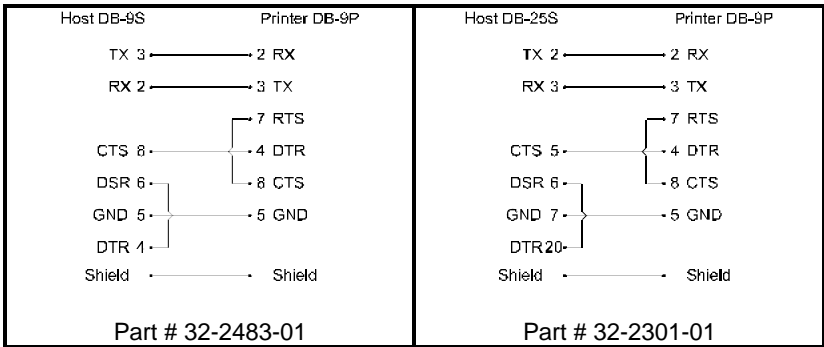 Host DB-9S Printer DB-9P
TX 3 2 RX
RX 2 3 TX
7 RTS
CTS 8 4 DTR
DSR 6 8 CTS
GND 5 5 GND
DTR 4
Shield Shield
Part # 32-2483-01
Host DB-25S Printer DB-9P
TX 2 2 RX
RX 3 3 TX
7 RTS
CTS 5 4 DTR
DSR 6 8 CTS
GND 7 5 GND
DTR20
Shield Shield
Part # 32-2301-01